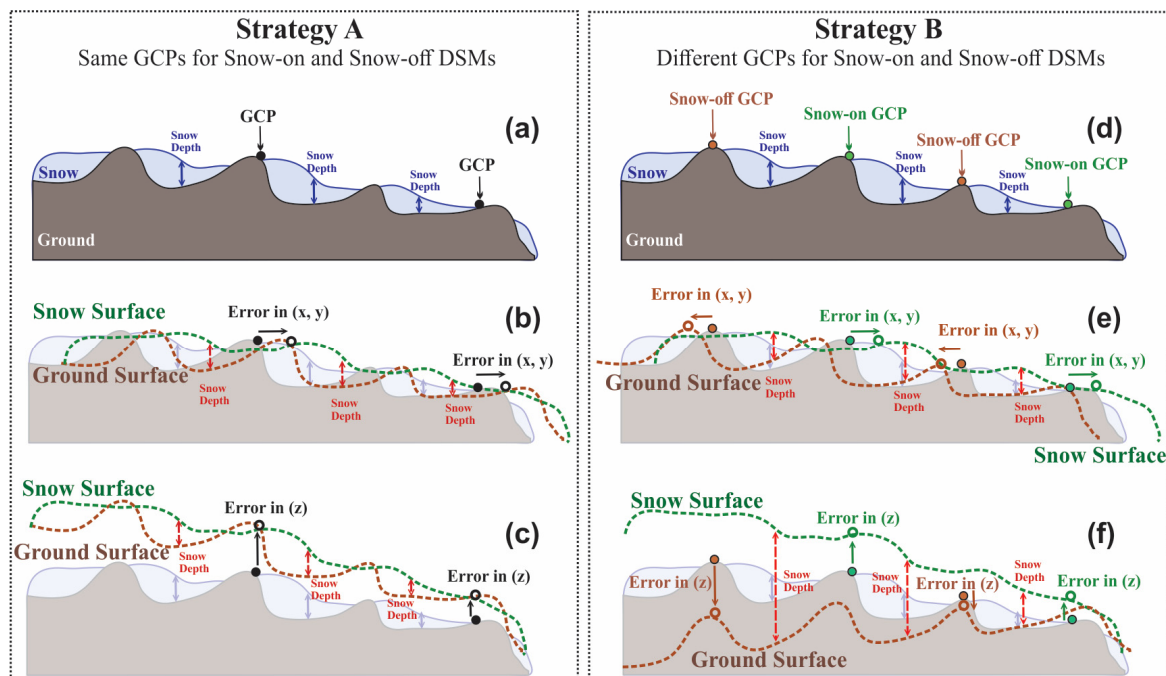 Strategy A
Same GCPs for Snow-on and Snow-off DSMs
(a)
GCP
Snow
Depth
Snow
Depth
GCP
Snow
Depth
Snow
Ground
(b)
Snow Surface
Error in (x, y)
Error in (x, y)
Ground Surface
Snow
Depth
Snow
Depth
Snow
Depth
(c)
Snow Surface
Error in (z)
Ground Surface
Snow
Depth
Snow
Depth
Error in (z)
Snow
Depth
Strategy B
Different GCPs for Snow-on and Snow-off DSMs
(d)
Snow-off GCP
Snow-on GCP
Snow-off GCP
Snow-on GCP
Snow
Depth
Snow
Depth
Snow
Depth
Snow
Ground
(e)
Error in (x, y)
Error in (x, y)
Error in (x, y)
Error in (x, y)
Ground Surface
Snow
Depth
Snow
Depth
Snow
Depth
Snow Surface
(f)
Snow Surface
Error in (z)
Error in (z)
Snow
Depth
Snow
Depth
Error in (z)
Snow
Depth
Error in (z)
Ground Surface